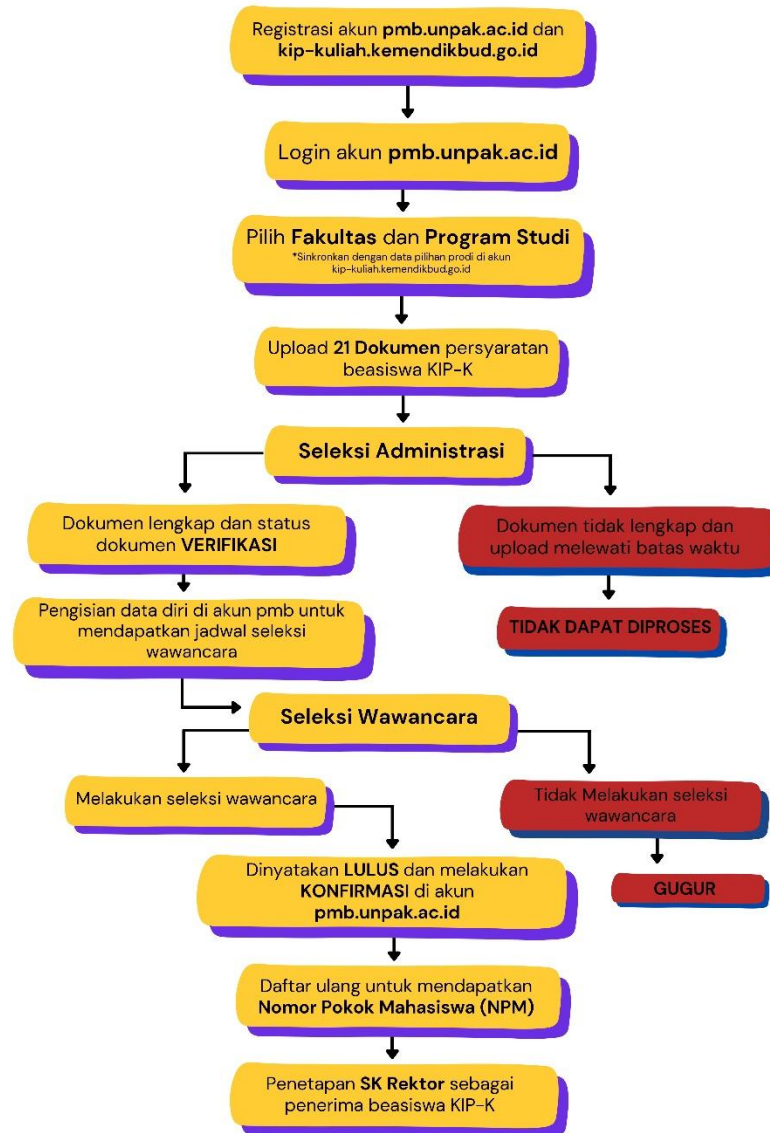 Registrasi akun pmb.unpak.ac.id dan
kip-kuliah.kemendikbud.go.id
Login akun pmb.unpak.ac.id
Pilih Fakultas dan Program Studi
*Sinkronkan dengan data pilihan prodi di akun
kip-kuliah.kemendikbud.go.id
Upload 21 Dokumen persyaratan
beasiswa KIP-K
Seleksi Administrasi
Dokumen lengkap dan status
dokumen VERIFIKASI
Dokumen tidak lengkap dan
upload melewati batas waktu
Pengisian data diri di akun pmb untuk
mendapatkan jadwal seleksi
wawancara
TIDAK DAPAT DIPROSES
Seleksi Wawancara
Melakukan seleksi wawancara
Tidak Melakukan seleksi
wawancara
Dinyatakan LULUS dan melakukan
KONFIRMASI di akun
pmb.unpak.ac.id
GUGUR
Daftar ulang untuk mendapatkan
Nomor Pokok Mahasiswa (NPM)
Penetapan SK Rektor sebagai
penerima beasiswa KIP-K